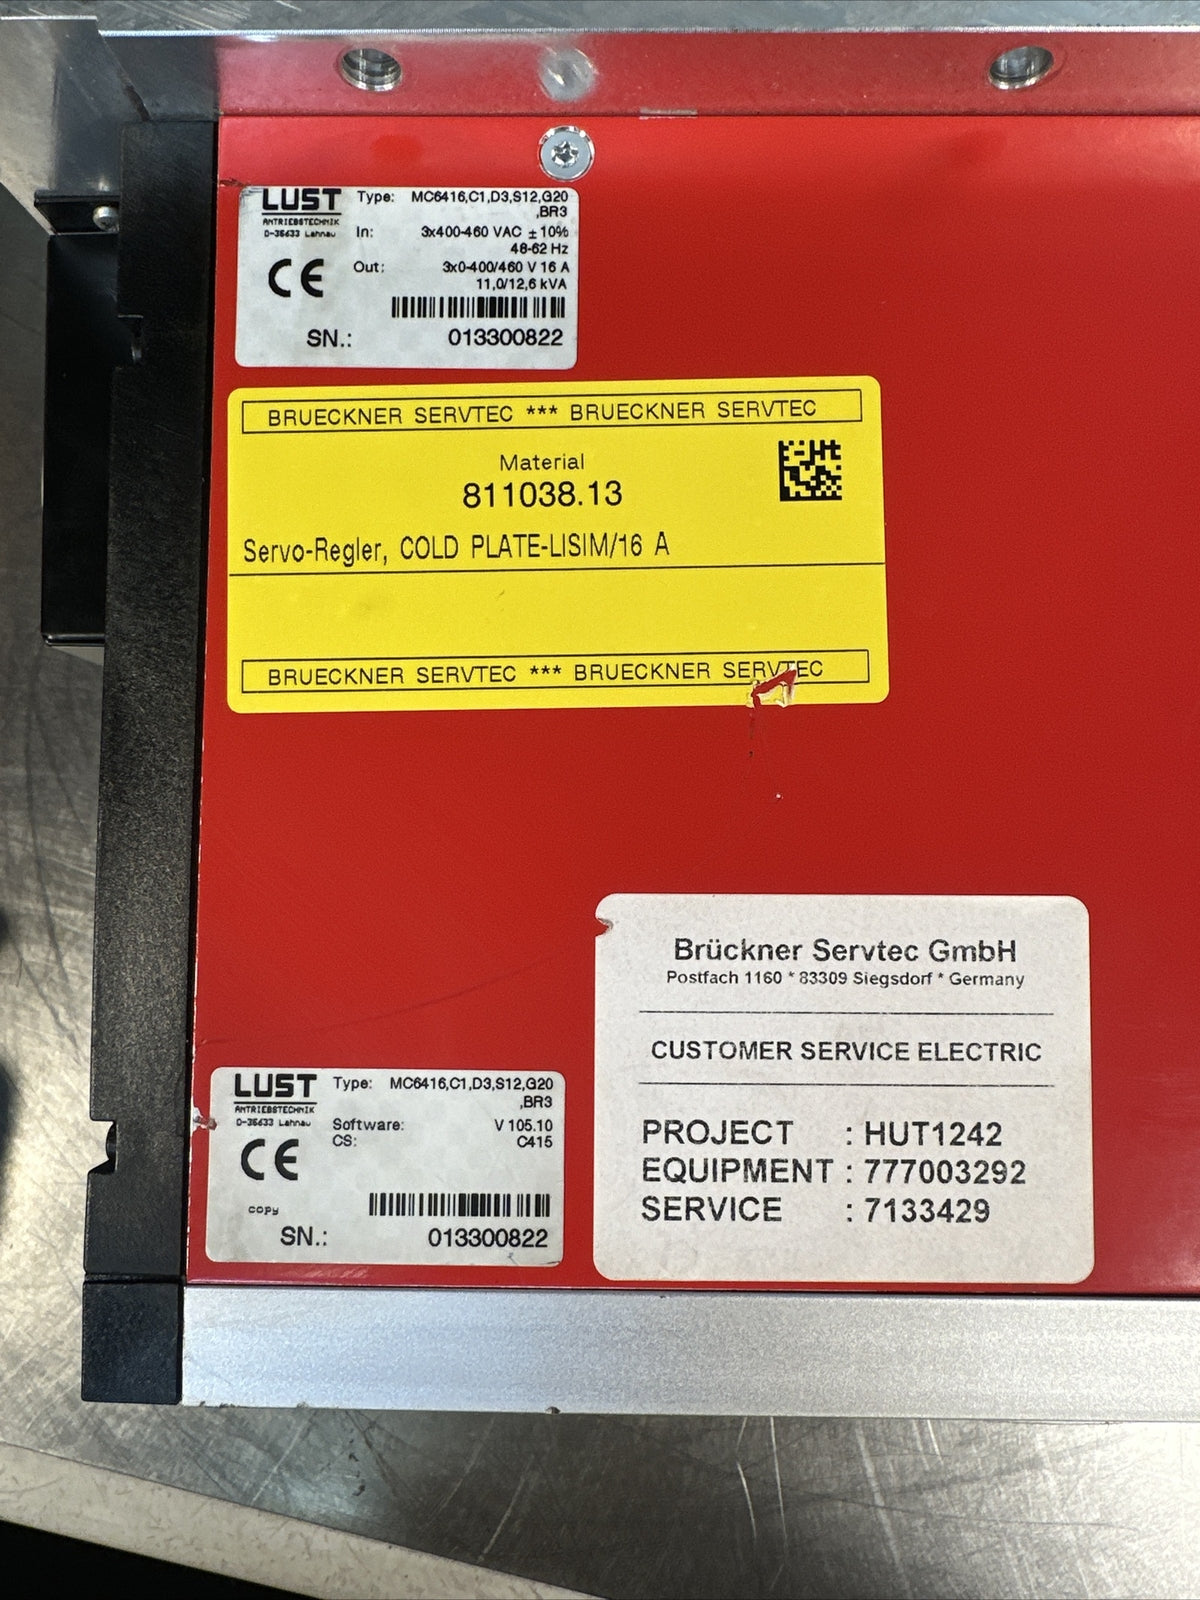 LUST
ANTRIEBSTECHNIK
D-35633 Lahnau
Type: MC6416,C1,D3,S12,G20
,BR3
In: 3x400-460 VAC ±10%
48-62 Hz
Out: 3x0-400/460 V 16 A
11,0/12,6 kVA
CE
SN.: 013300822
BRUECKNER SERVTEC *** BRUECKNER SERVTEC
Material
811038.13
Servo-Regler, COLD PLATE-LISIM/16 A
BRUECKNER SERVTEC *** BRUECKNER SERVTEC
Brückner Servtec GmbH
Postfach 1160 * 83309 Siegsdorf * Germany
CUSTOMER SERVICE ELECTRIC
PROJECT : HUT1242
EQUIPMENT : 777003292
SERVICE : 7133429
LUST
ANTRIEBSTECHNIK
D-35633 Lahnau
Type: MC6416,C1,D3,S12,G20
,BR3
Software: V 105.10
CS: C415
CE
copy
SN.: 013300822